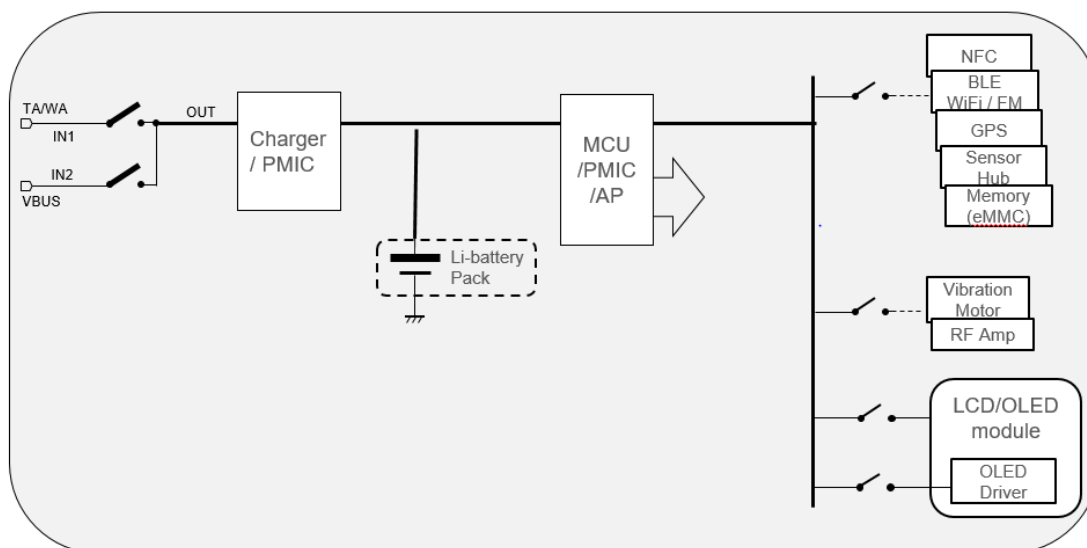 TA/WA
IN1
IN2
VBUS
OUT
Charger
/ PMIC
Li-battery
Pack
MCU
/PMIC
/AP
NFC
BLE
WiFi / FM
GPS
Sensor
Hub
Memory
(eMMC)
Vibration
Motor
RF Amp
LCD/OLED
module
OLED
Driver